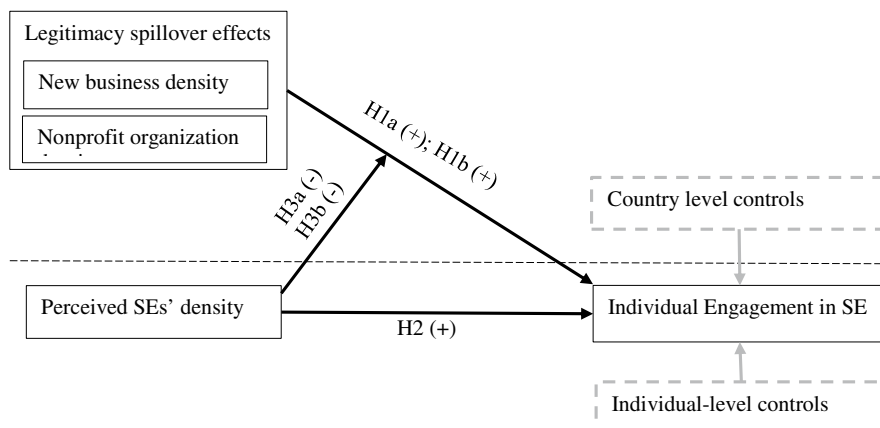 Legitimacy spillover effects
New business density
Nonprofit organization
H1a (+); H1b (+)
H3a (-)
H3b (-)
Country level controls
Perceived SEs’ density
Individual Engagement in SE
H2 (+)
Individual-level controls